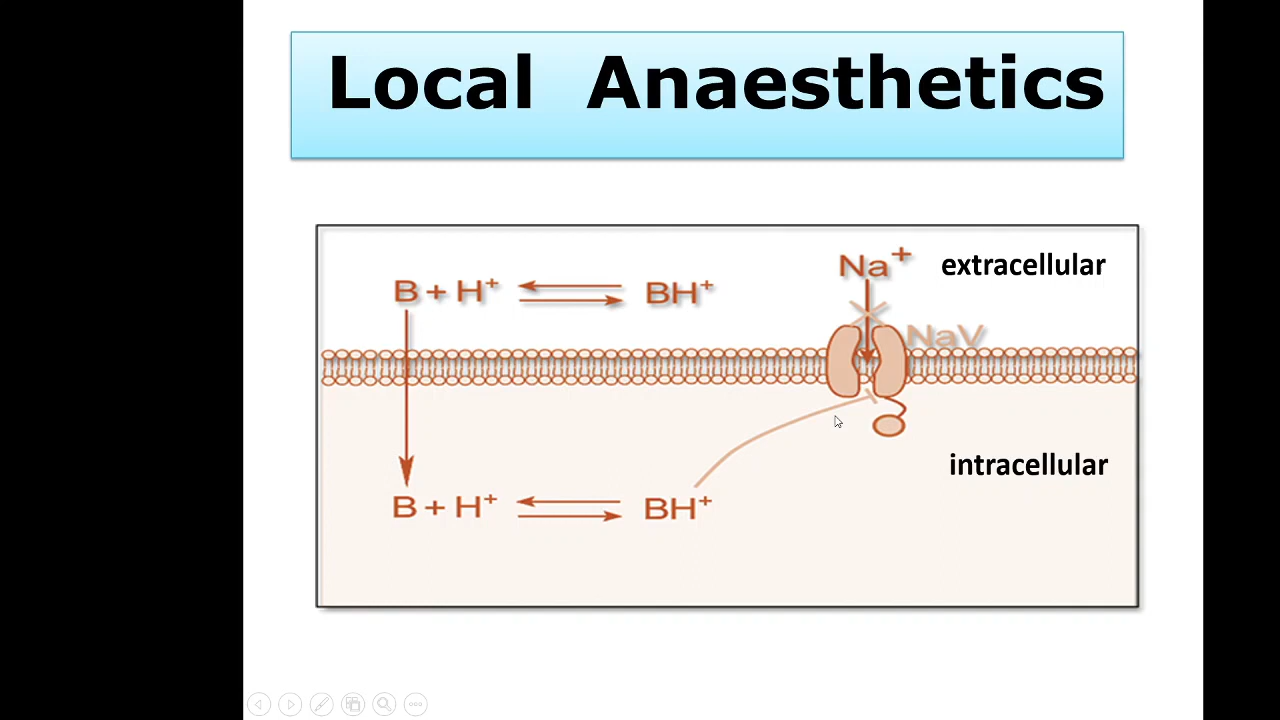 Local Anaesthetics
Na⁺ extracellular
B + H⁺ BH⁺
NaV
intracellular
B + H⁺ BH⁺